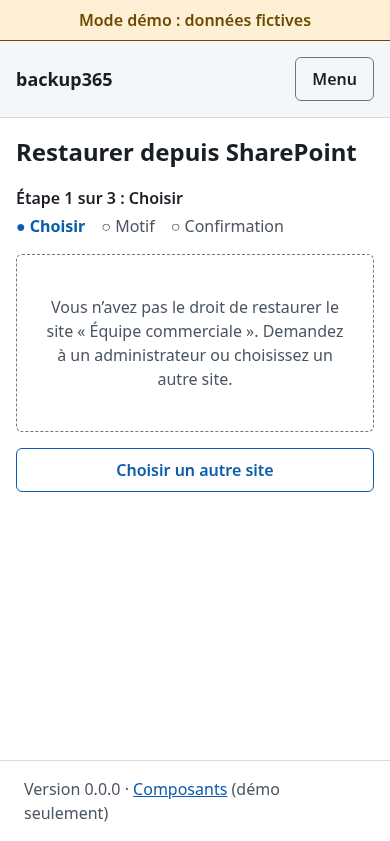 Mode démo : données fictives
backup365
Menu
Restaurer depuis SharePoint
Étape 1 sur 3 : Choisir
● Choisir ○ Motif ○ Confirmation
Vous n’avez pas le droit de restaurer le
site « Équipe commerciale ». Demandez
à un administrateur ou choisissez un
autre site.
Choisir un autre site
Version 0.0.0 · Composants (démo
seulement)